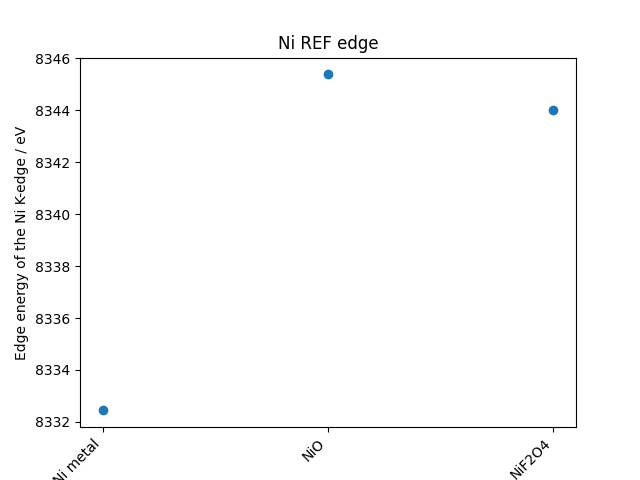 Ni REF edge
Edge energy of the Ni K-edge / eV
8346
8344
8342
8340
8338
8336
8334
8332
Ni metal
NiO
NiF2O4